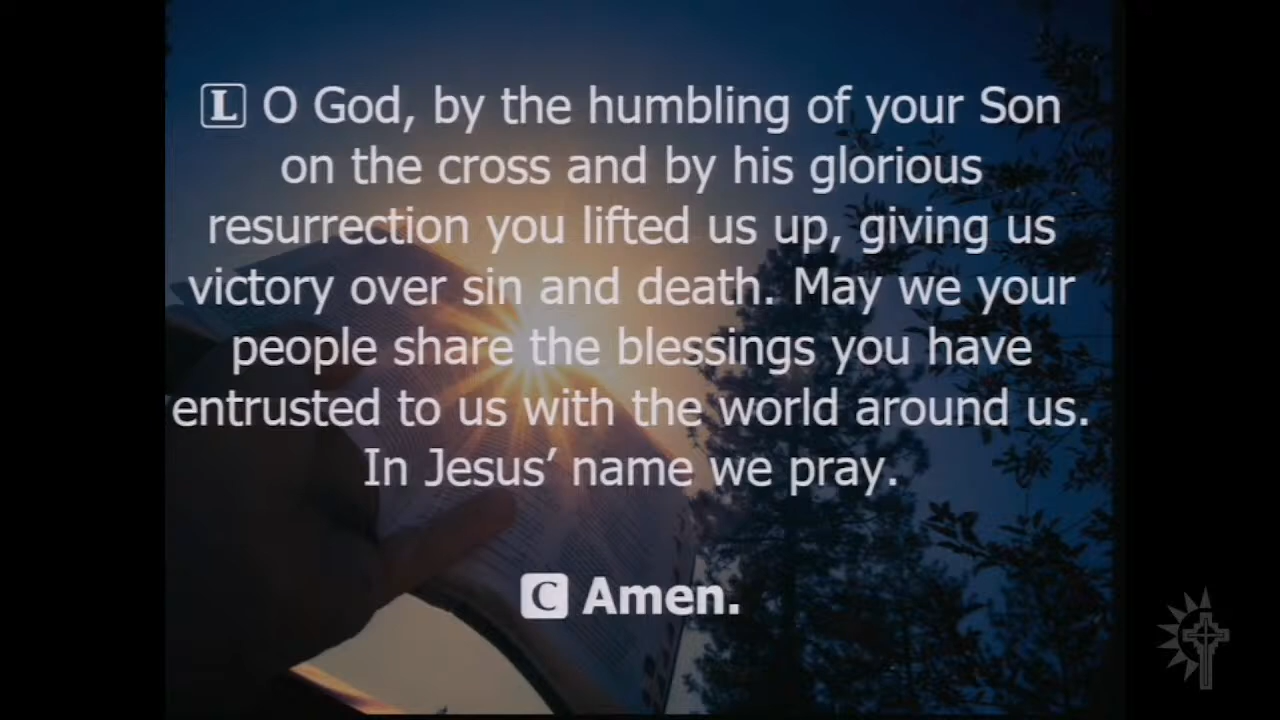 L O God, by the humbling of your Son
on the cross and by his glorious
resurrection you lifted us up, giving us
victory over sin and death. May we your
people share the blessings you have
entrusted to us with the world around us.
In Jesus’ name we pray.
C Amen.